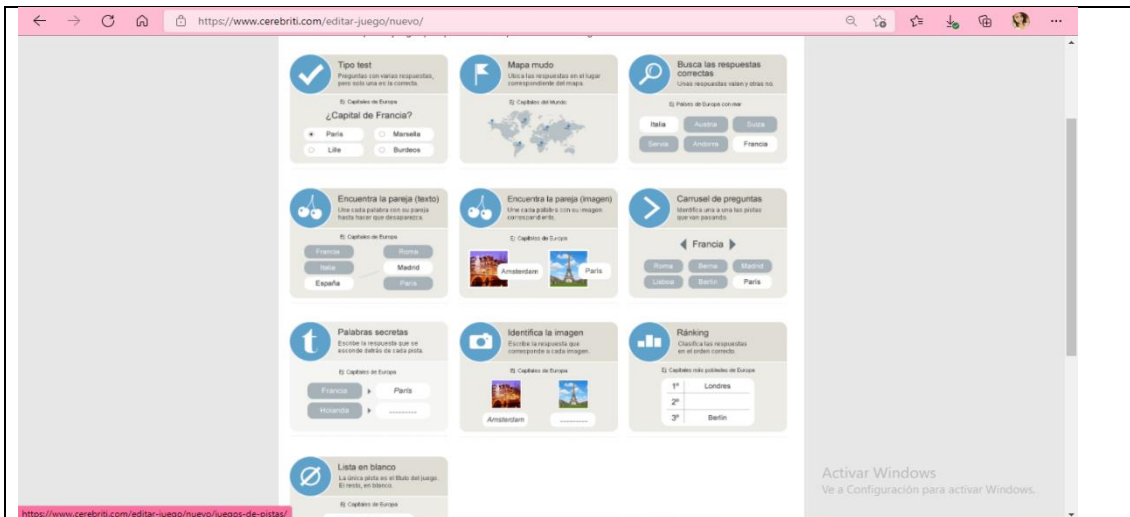 https://www.cerebriti.com/editar-juego/nuevo/
Tipo test
Preguntas con varias respuestas,
pero solo una es la correcta.
Ej: Capitales de Europa
¿Capital de Francia?
París
Marsella
Lille
Burdeos
Mapa mudo
Ubica las respuestas en el lugar
correspondiente del mapa.
Ej: Capitales del Mundo
Busca las respuestas
correctas
Unas respuestas valen y otras no.
Ej: Países de Europa con mar
Italia
Austria
Suiza
Servia
Andorra
Francia
Encuentra la pareja (texto)
Une cada palabra con su pareja
hasta hacer que desaparezca.
Ej: Capitales de Europa
Francia
Roma
Italia
Madrid
España
París
Encuentra la pareja (imagen)
Une cada palabra con su imagen
correspondiente.
Ej: Capitales de Europa
Amsterdam
París
Carrusel de preguntas
Identifica una a una las pistas
que van pasando.
Francia
Roma
Berna
Madrid
Lisboa
Berlín
París
Palabras secretas
Escribe la respuesta que se
esconde detrás de cada pista.
Ej: Capitales de Europa
Francia
París
Holanda
..........
Identifica la imagen
Escribe la respuesta que
corresponde a cada imagen.
Ej: Capitales de Europa
Amsterdam
..........
Ránking
Clasifica las respuestas
en el orden correcto.
Ej: Capitales más pobladas de Europa
1º Londres
2º
3º Berlín
Lista en blanco
La única pista es el título del juego.
El resto, en blanco.
Ej: Capitales de Europa
Activar Windows
Ve a Configuración para activar Windows.
https://www.cerebriti.com/editar-juego/nuevo/juegos-de-pistas/